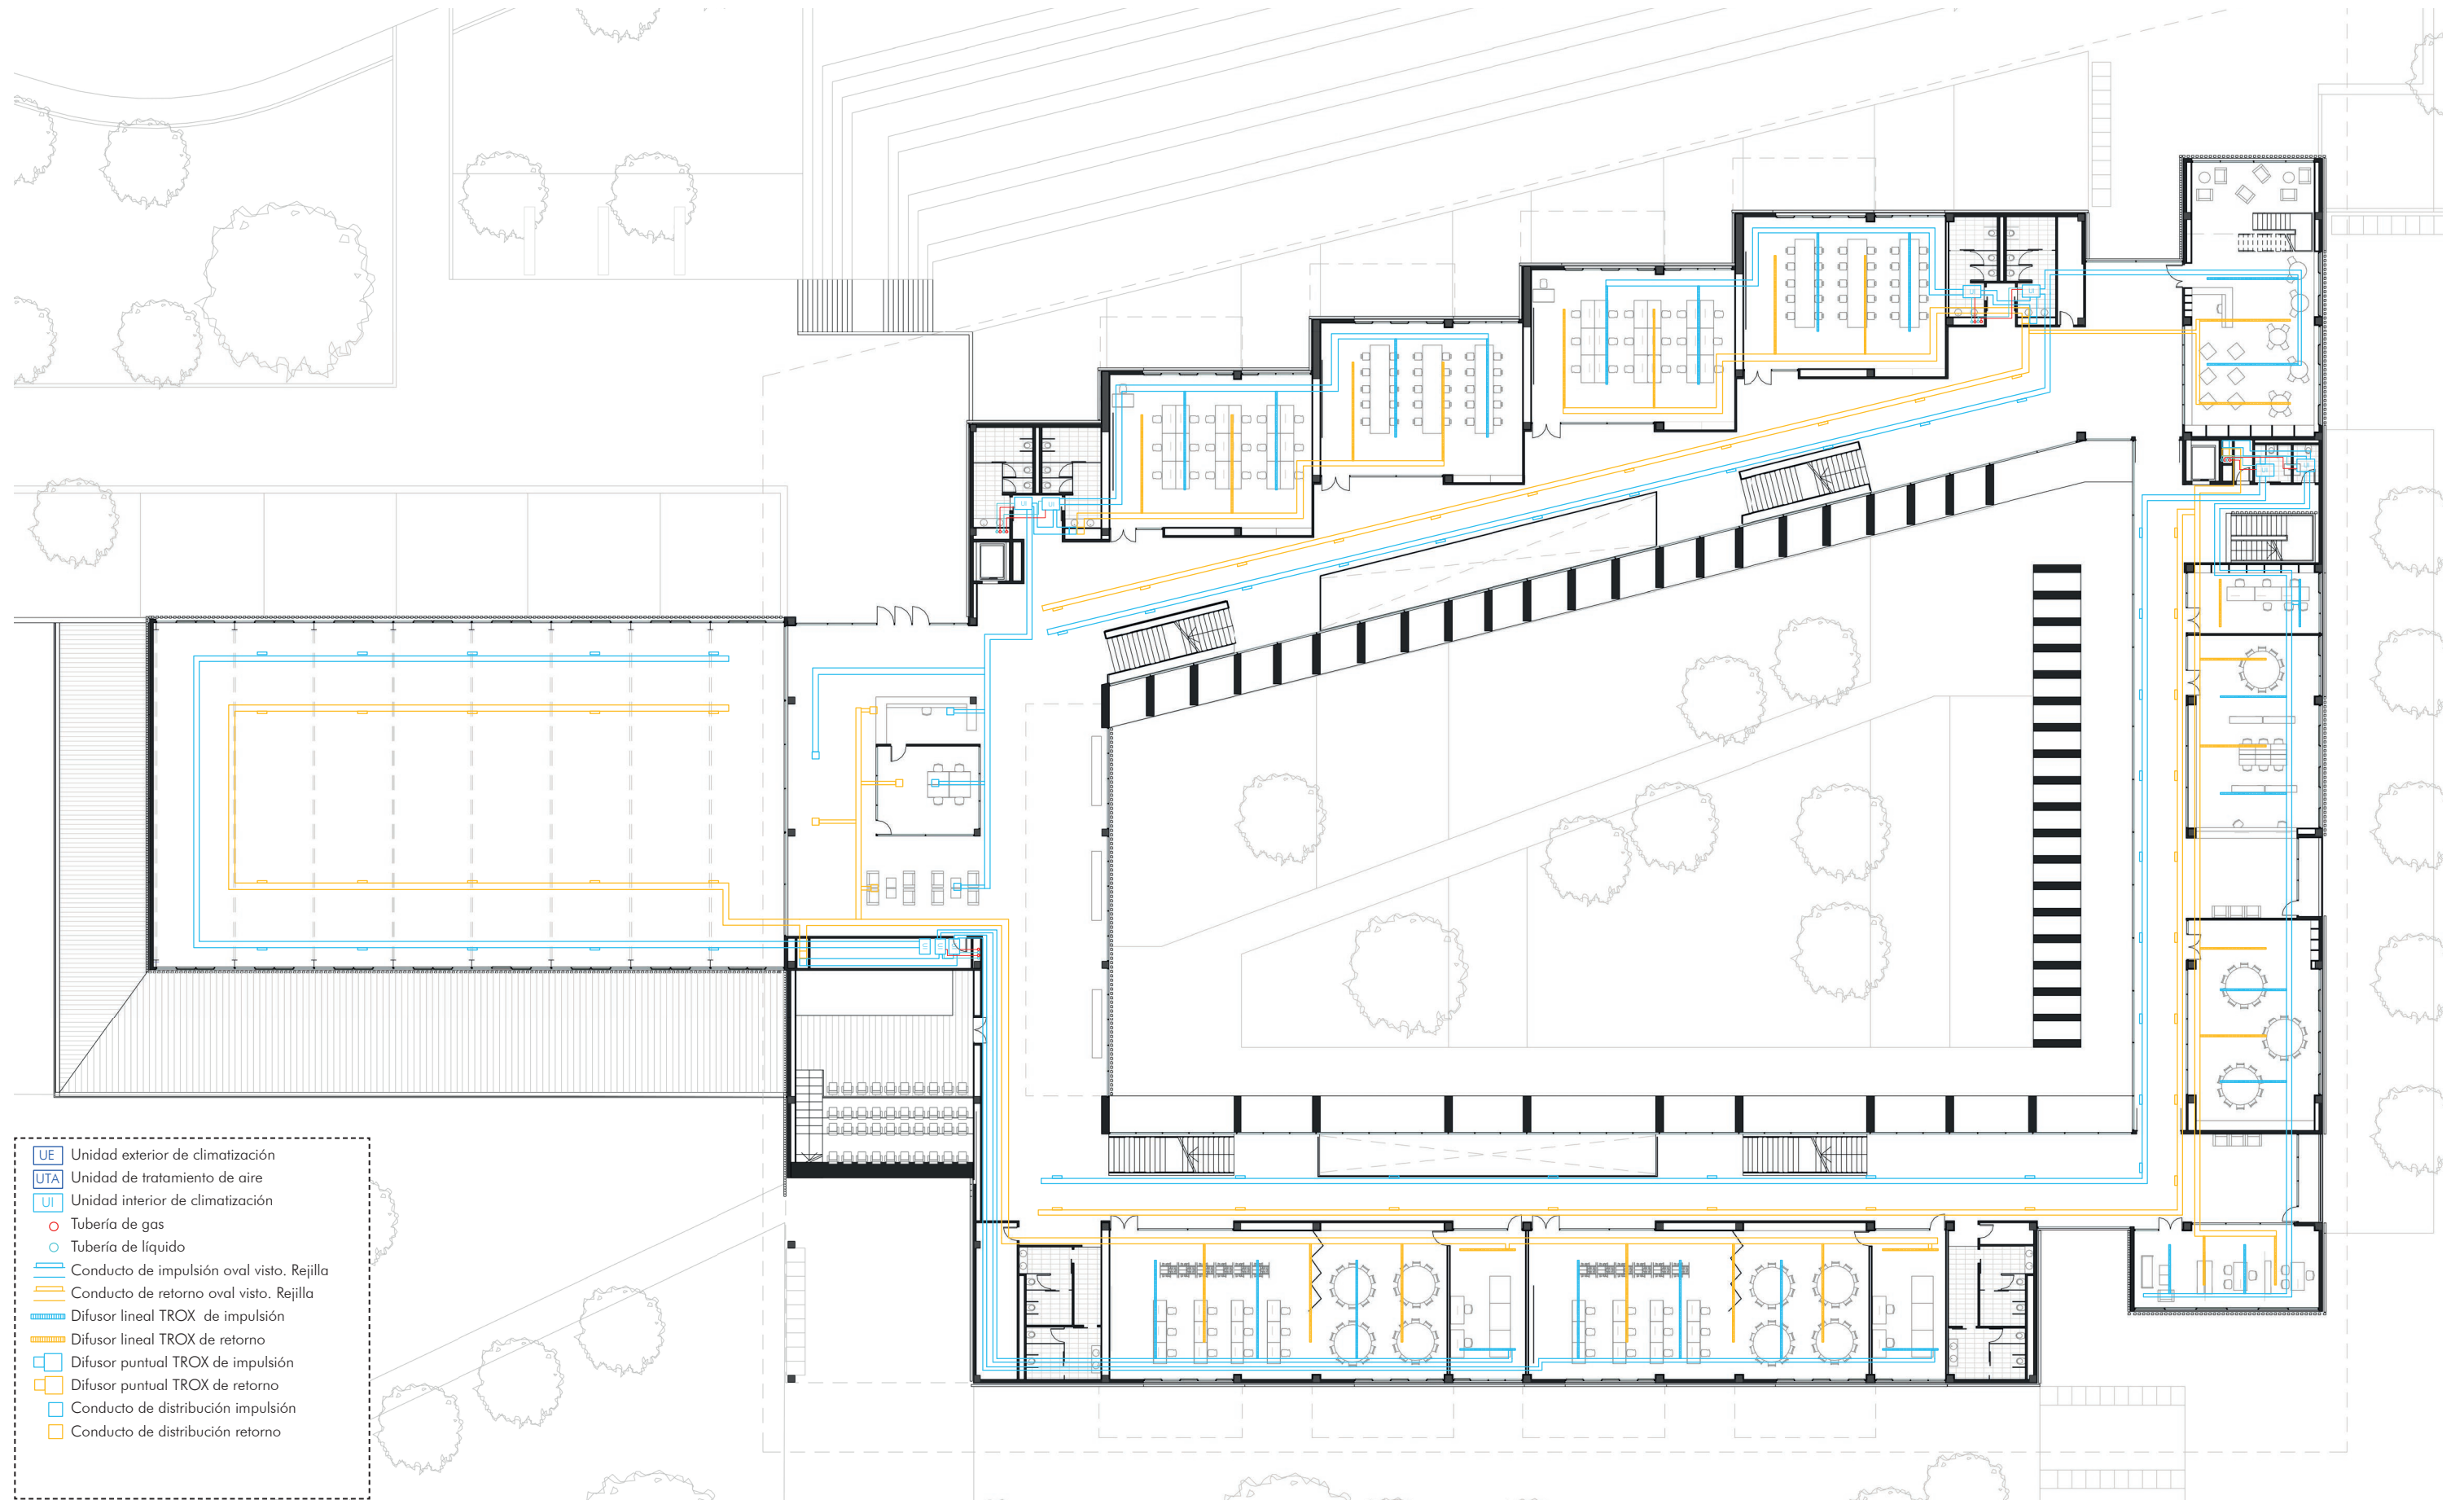 UE Unidad exterior de climatización
UTA Unidad de tratamiento de aire
UI Unidad interior de climatización
Tubería de gas
Tubería de líquido
Conducto de impulsión oval visto. Rejilla
Conducto de retorno oval visto. Rejilla
Difusor lineal TROX de impulsión
Difusor lineal TROX de retorno
Difusor puntual TROX de impulsión
Difusor puntual TROX de retorno
Conducto de distribución impulsión
Conducto de distribución retorno